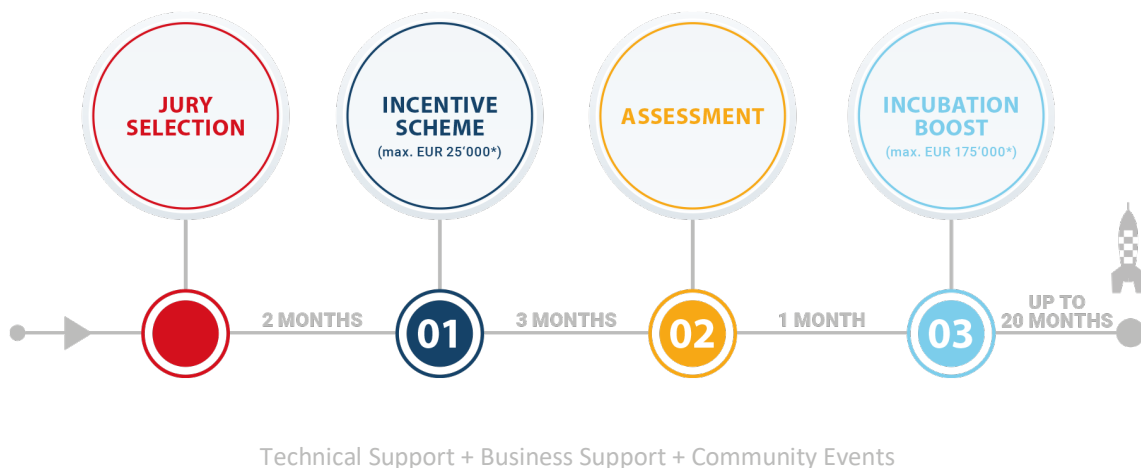 JURY
SELECTION
INCENTIVE
SCHEME
(max. EUR 25’000*)
ASSESSMENT
INCUBATION
BOOST
(max. EUR 175’000*)
2 MONTHS
01
3 MONTHS
02
1 MONTH
03
UP TO
20 MONTHS
Technical Support + Business Support + Community Events